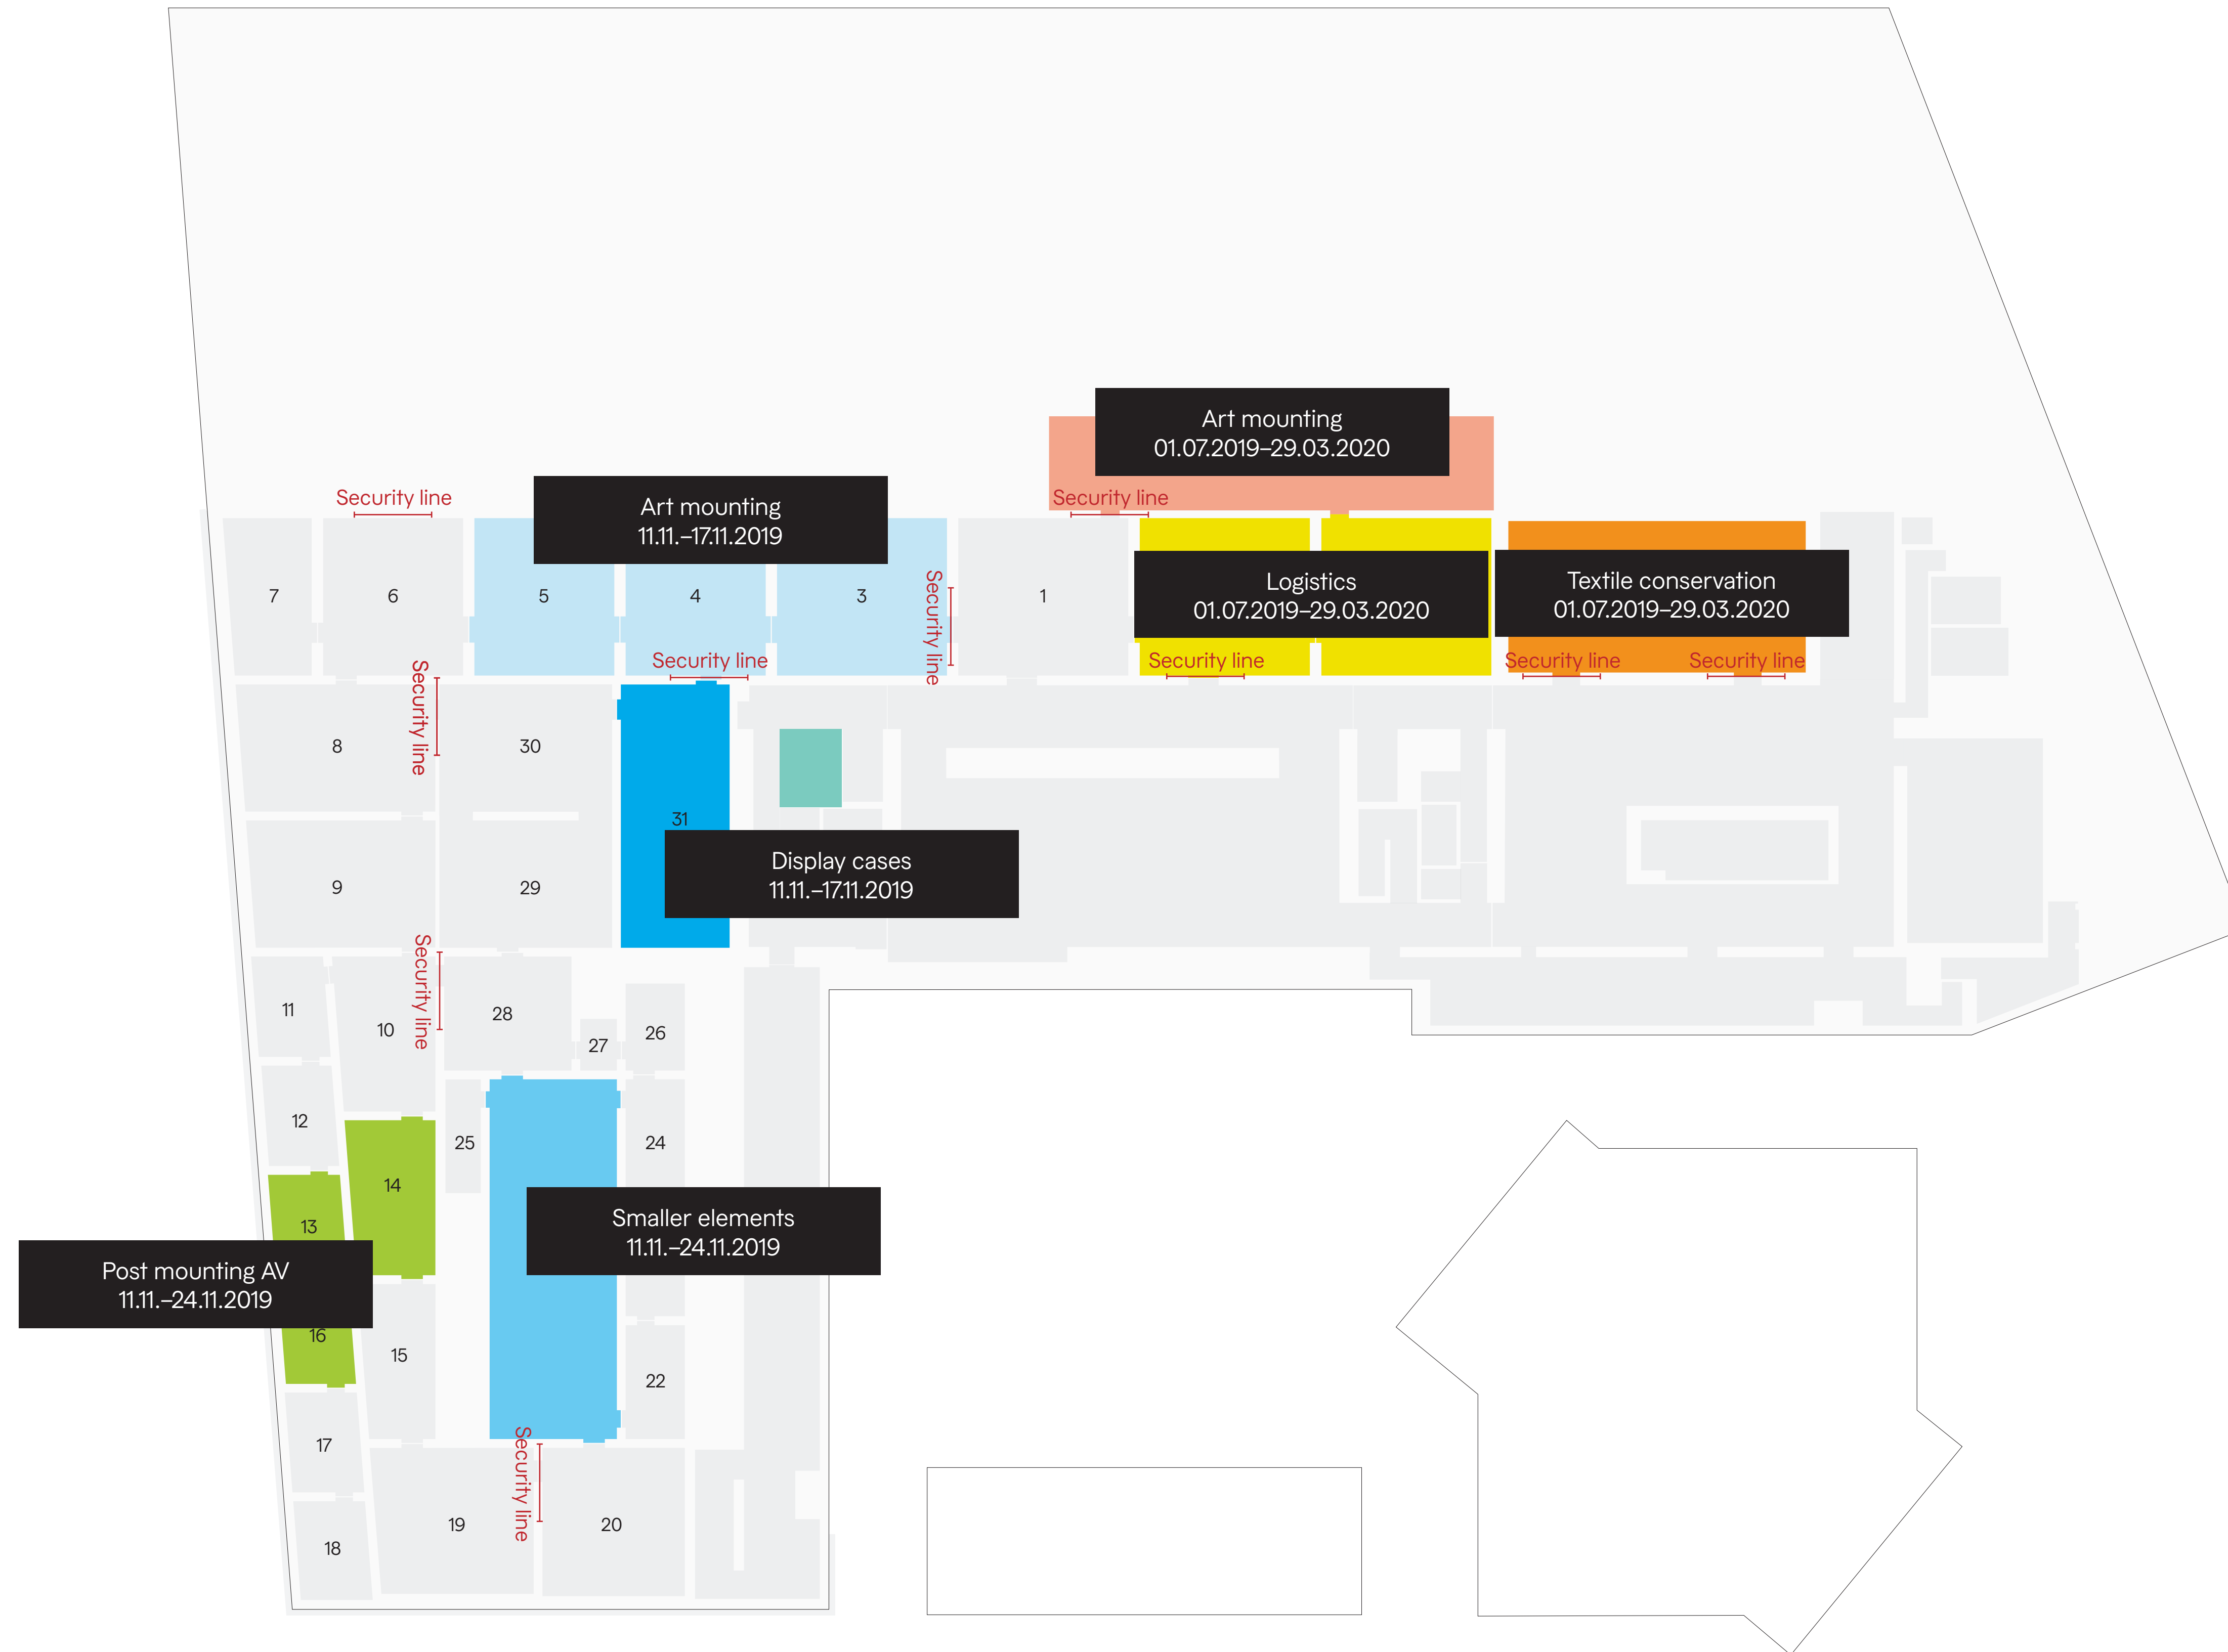 Art mounting
01.07.2019–29.03.2020
Security line
Art mounting
11.11.–17.11.2019
Security line
Logistics
01.07.2019–29.03.2020
Textile conservation
01.07.2019–29.03.2020
7
6
5
4
3
1
Security line
Security line
Security line
Security line
Security line
Security line
8
30
31
Display cases
11.11.–17.11.2019
9
29
Security line
11
10
28
27
26
12
25
24
14
13
Smaller elements
11.11.–24.11.2019
Post mounting AV
11.11.–24.11.2019
16
15
22
17
Security line
19
20
18